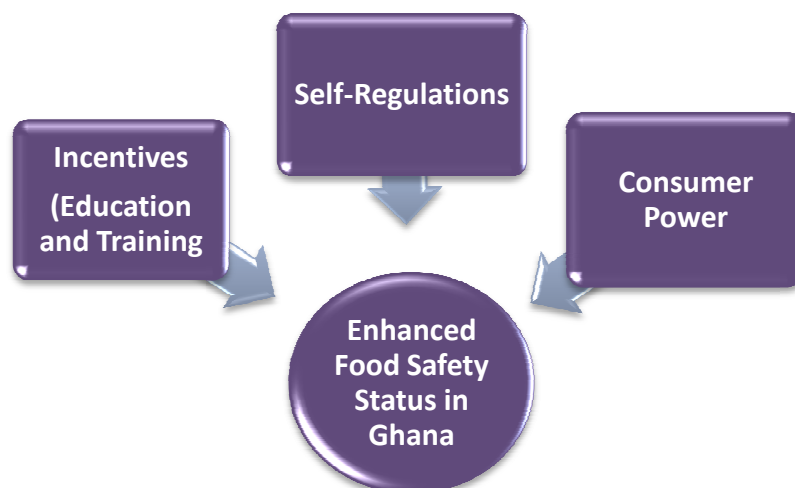 Self-Regulations
Incentives
(Education
and Training
Consumer
Power
Enhanced
Food Safety
Status in
Ghana